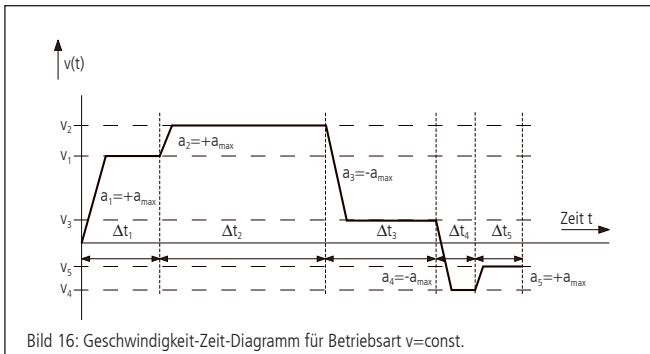 v(t)
v₂
a₂=+aₘₐₓ
v₁
a₃=-aₘₐₓ
a₁=+aₘₐₓ
v₃
Zeit t
Δt₁
Δt₂
Δt₃
Δt₄
Δt₅
v₅
v₄
a₄=-aₘₐₓ
a₅=+aₘₐₓ
Bild 16: Geschwindigkeit-Zeit-Diagramm für Betriebsart v=const.